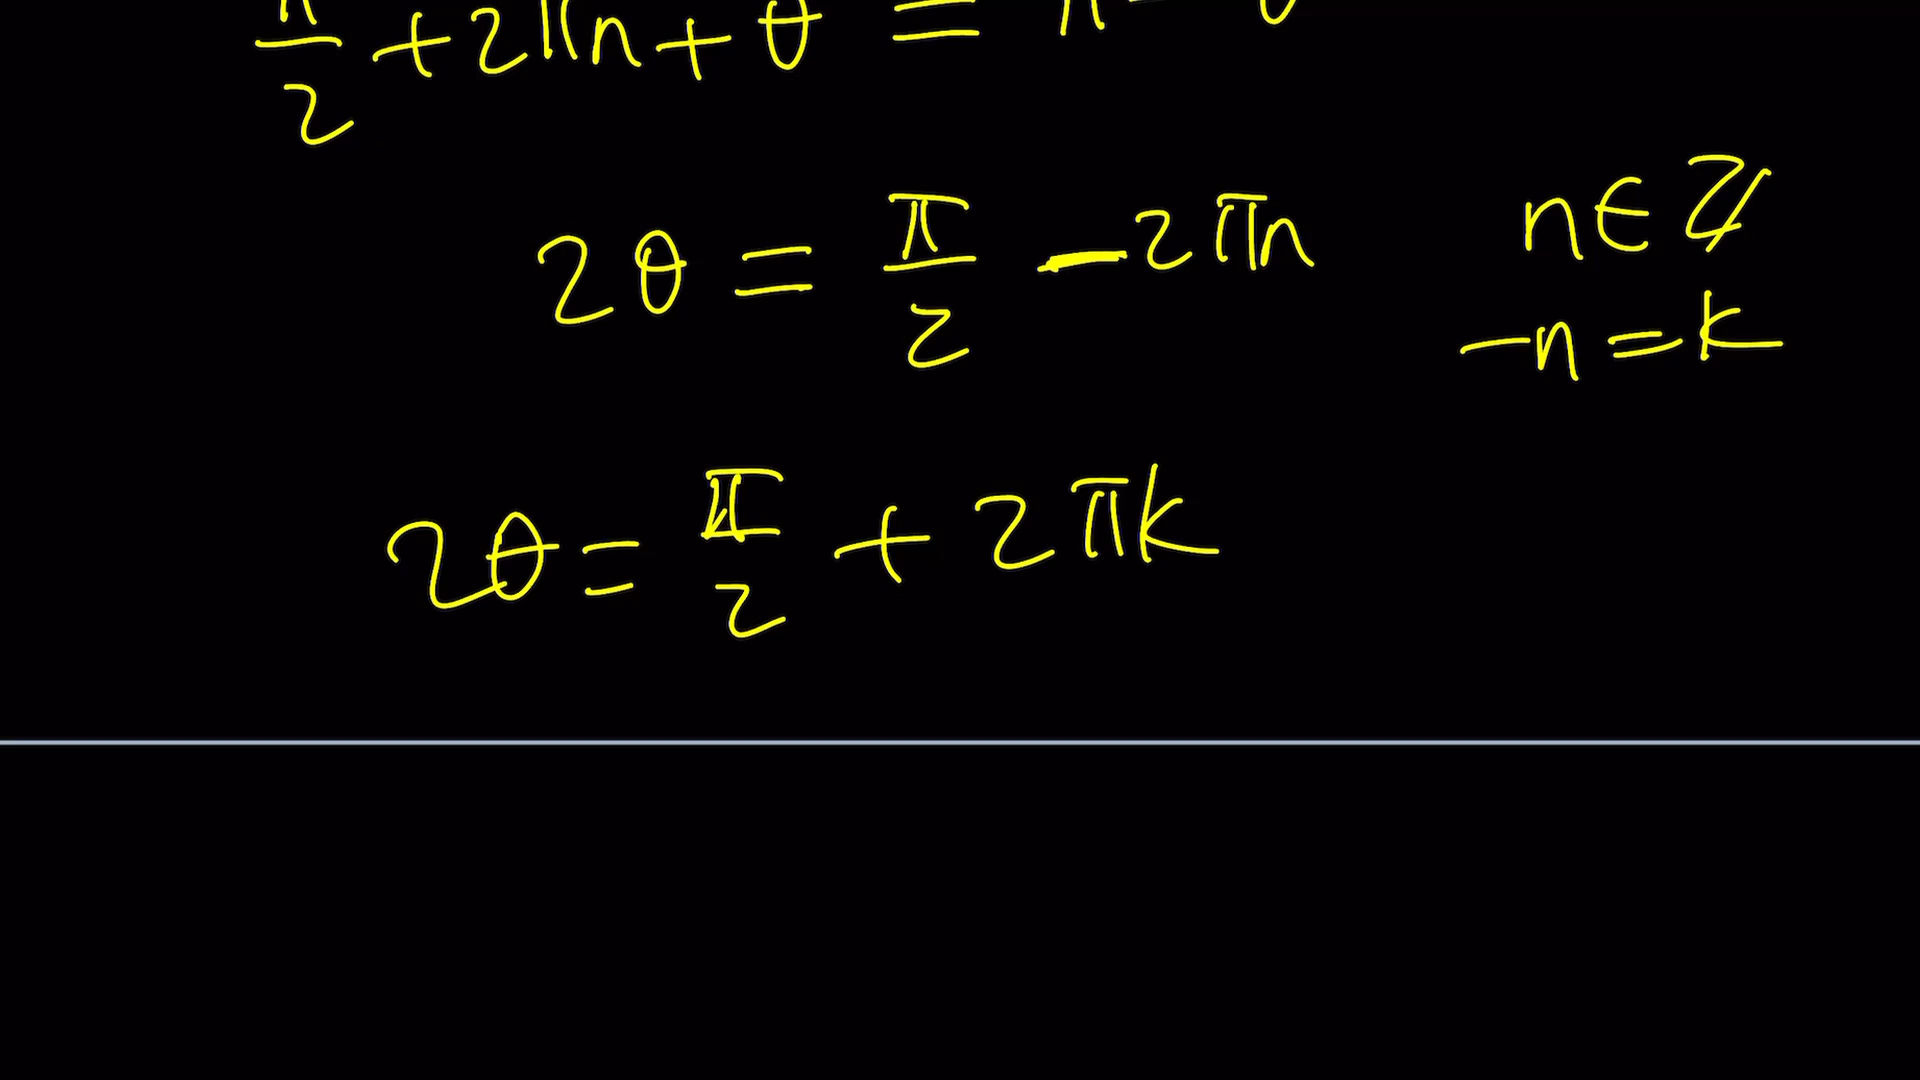 π/2 + 2πn + θ = π - θ
2θ = π/2 - 2πn n ∈ ℤ
-n = k
2θ = π/2 + 2πk